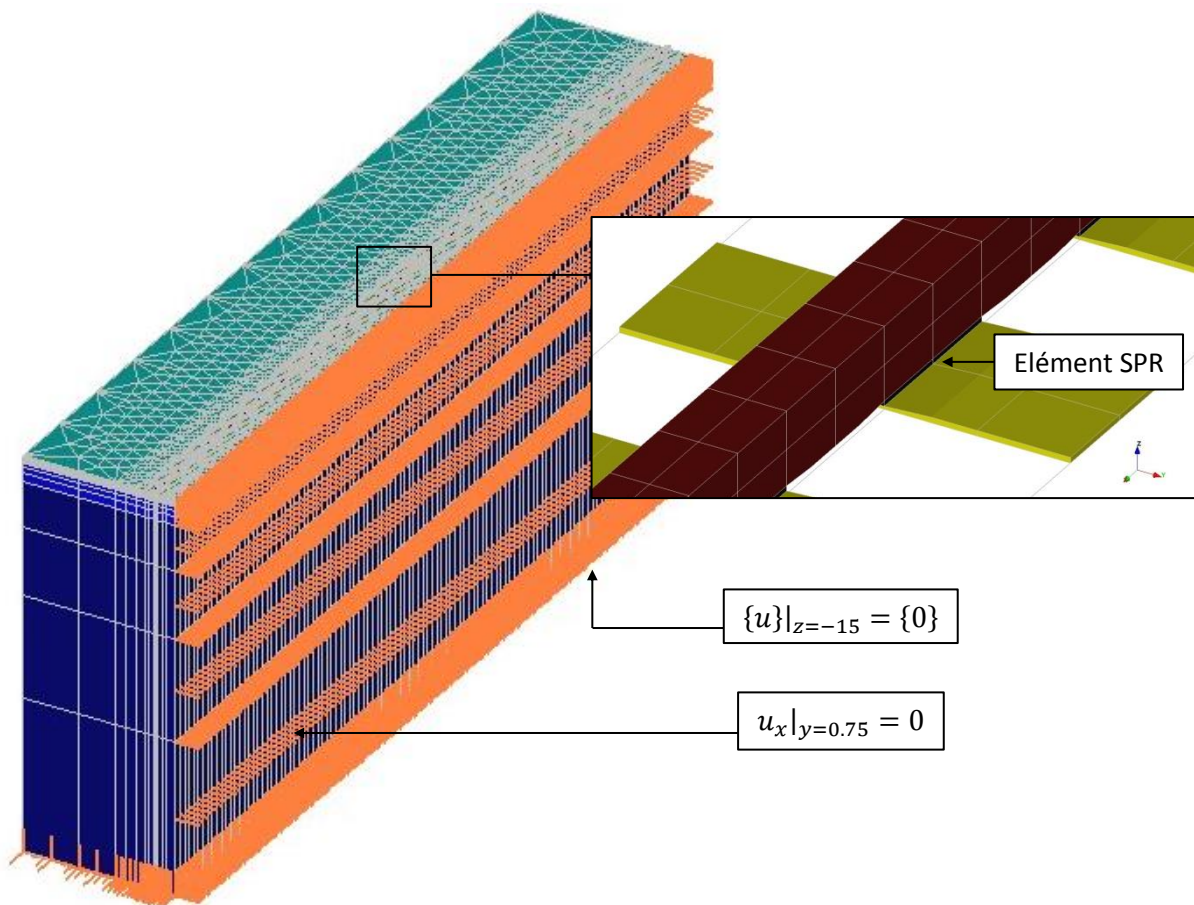 Elément SPR
z
Y
{u}|z=−15 = {0}
ux|y=0.75 = 0